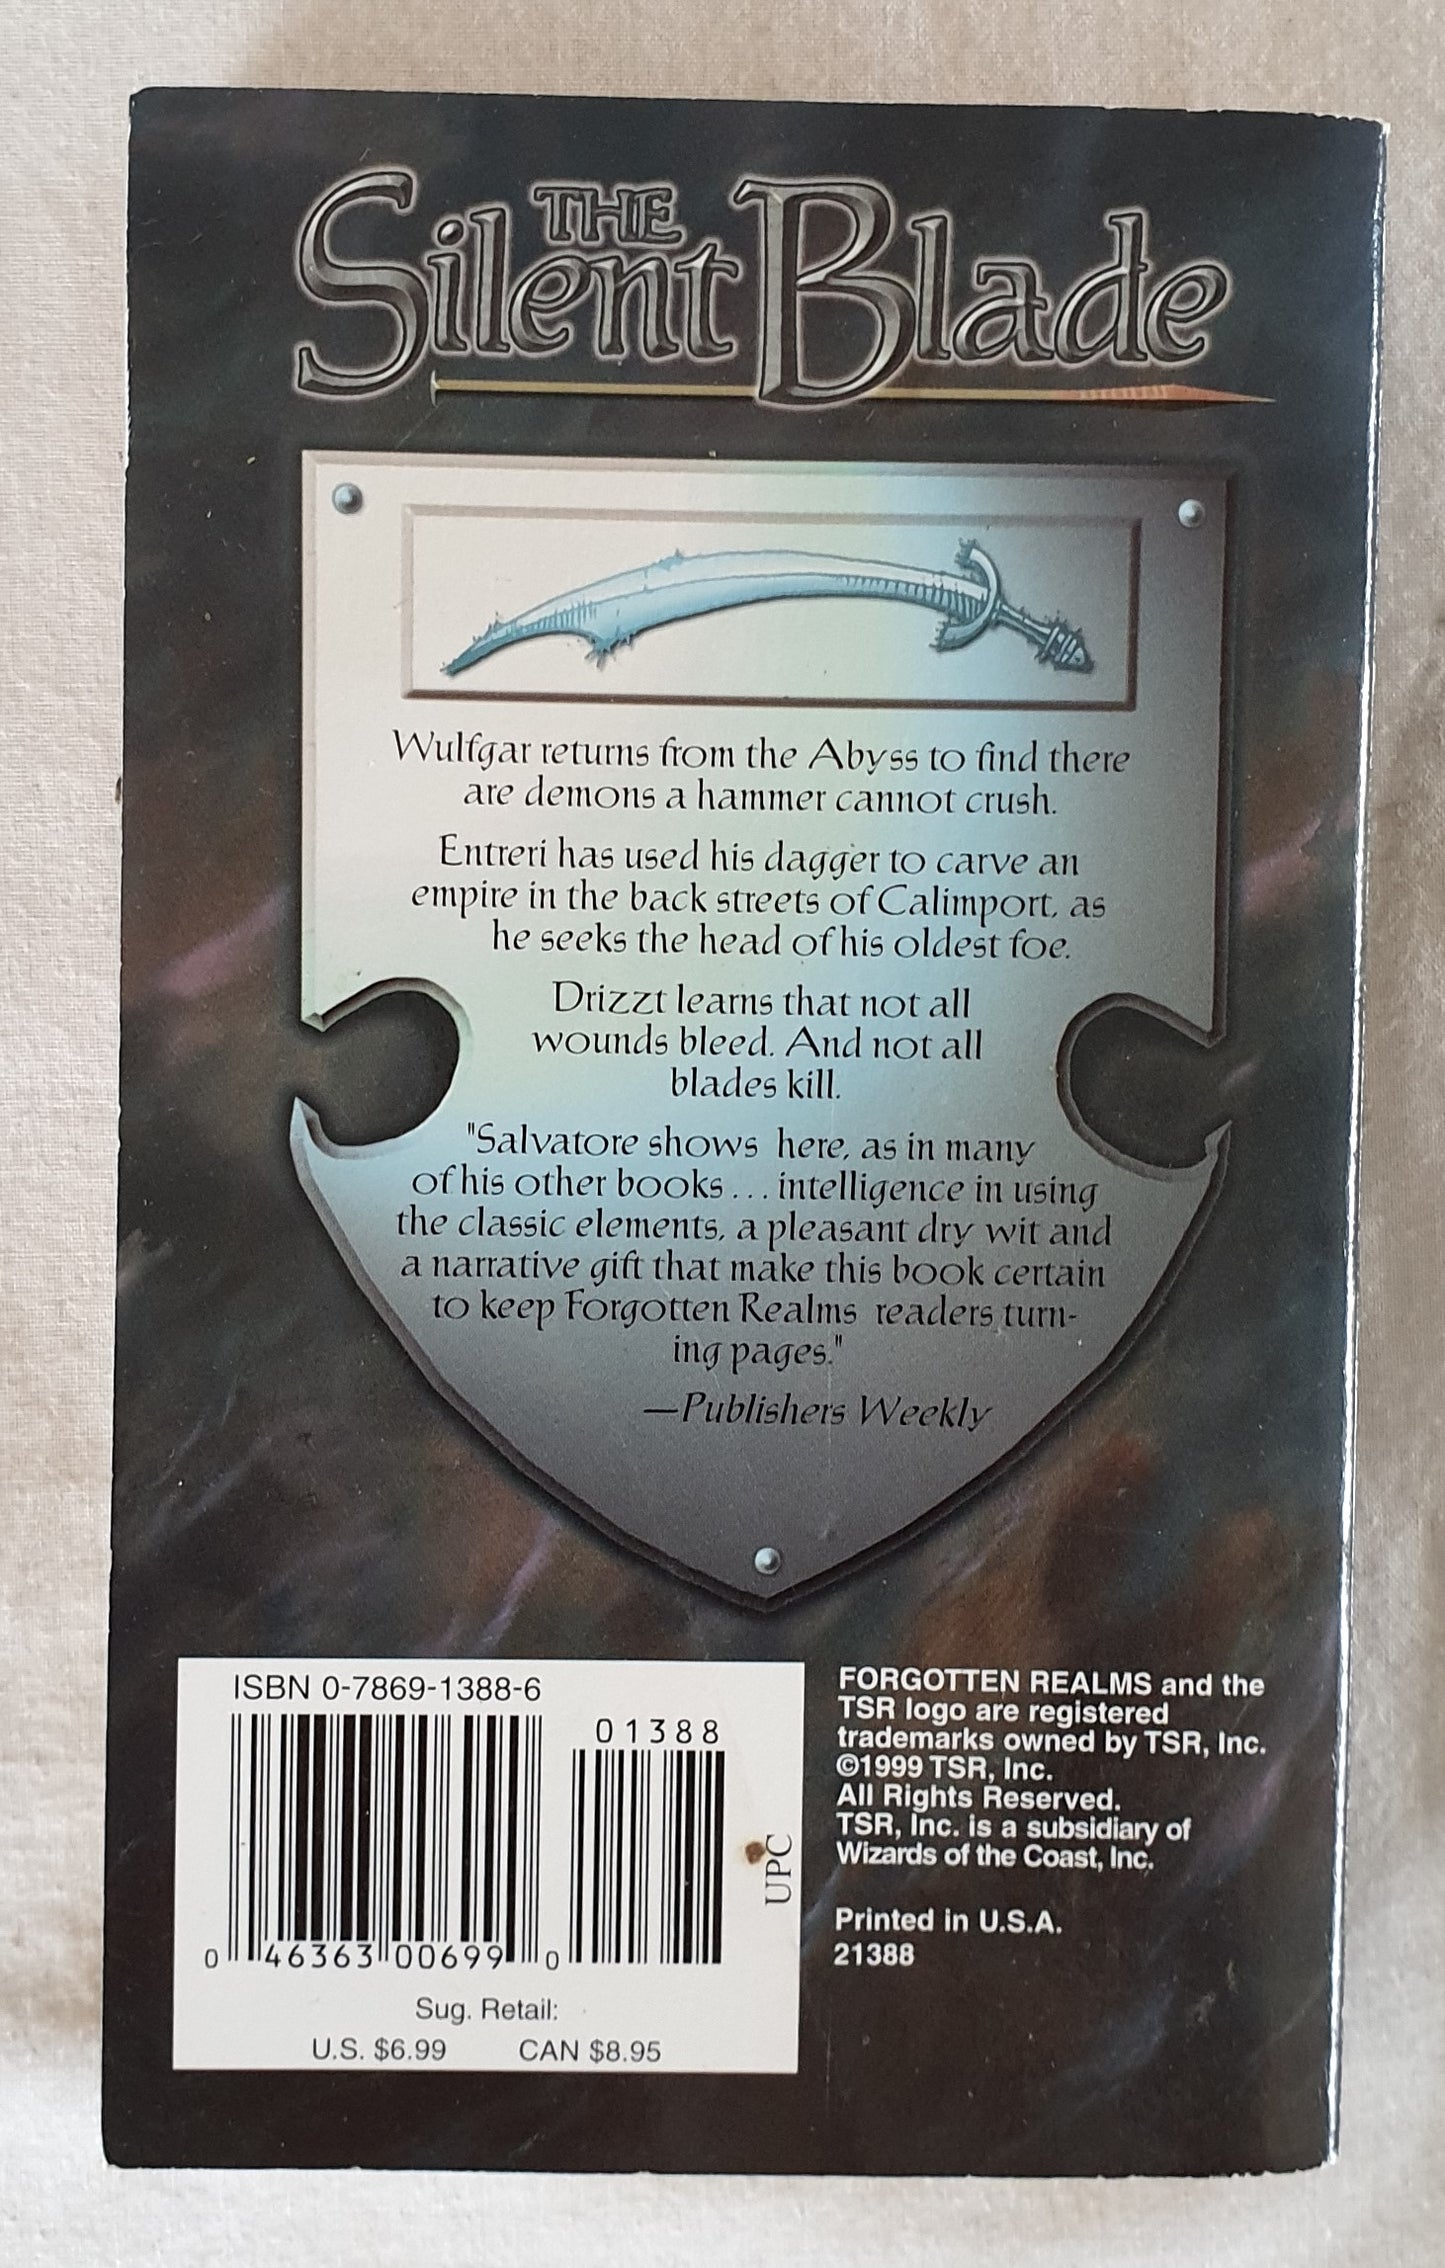 THE
Silent Blade
Wulfgar returns from the Abyss to find there
are demons a hammer cannot crush.
Entreri has used his dagger to carve an
empire in the back streets of Calimport, as
he seeks the head of his oldest foe.
Drizzt learns that not all
wounds bleed. And not all
blades kill.
"Salvatore shows here, as in many
of his other books . . . intelligence in using
the classic elements, a pleasant dry wit and
a narrative gift that make this book certain
to keep Forgotten Realms readers turn-
ing pages."
—Publishers Weekly
ISBN 0-7869-1388-6
01388
0 46363 00699 0
UPC
Sug. Retail:
U.S. $6.99 CAN $8.95
FORGOTTEN REALMS and the
TSR logo are registered
trademarks owned by TSR, Inc.
©1999 TSR, Inc.
All Rights Reserved.
TSR, Inc. is a subsidiary of
Wizards of the Coast, Inc.
Printed in U.S.A.
21388